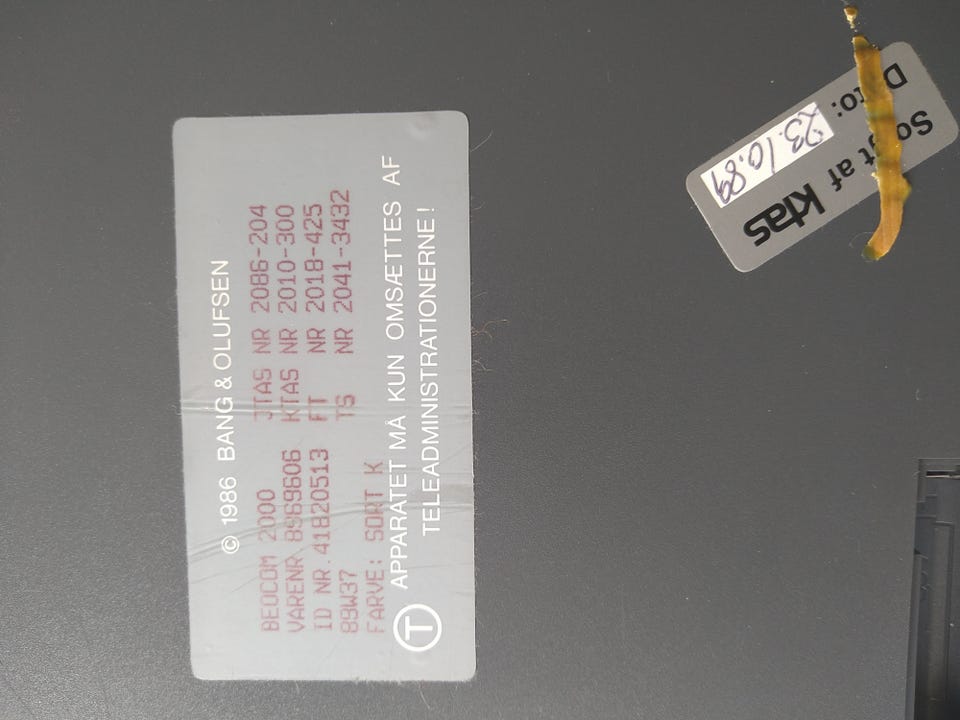 © 1986 BANG & OLUFSEN
BEOCOM 2000 JTAS NR 2086-204
VARENR 8969606 KTAS NR 2010-300
ID NR. 41820513 FT NR 2018-425
89W37 TS NR 2041-3432
FARVE: SORT K
T APPARATET MÅ KUN OMSÆTTES AF
TELEADMINISTRATIONERNE!
af ktas
23.10.89